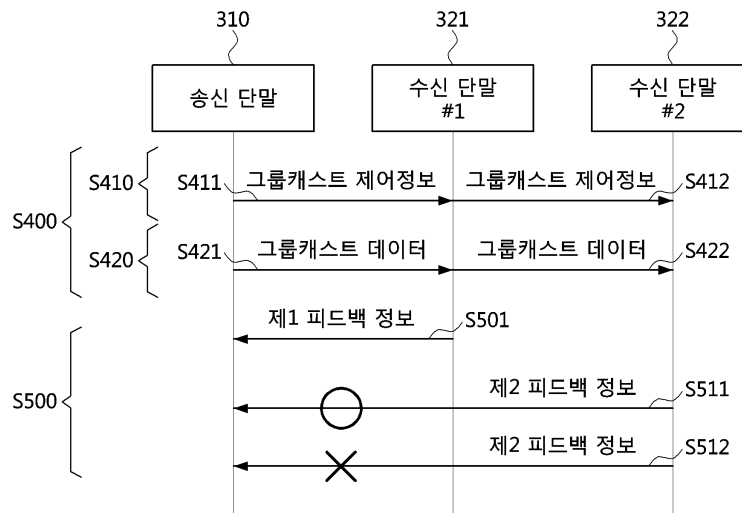 310
321
322
송신 단말
수신 단말
#1
수신 단말
#2
S400
S410
S411
그룹캐스트 제어정보
그룹캐스트 제어정보
S412
S420
S421
그룹캐스트 데이터
그룹캐스트 데이터
S422
S500
제1 피드백 정보
S501
제2 피드백 정보
S511
제2 피드백 정보
S512